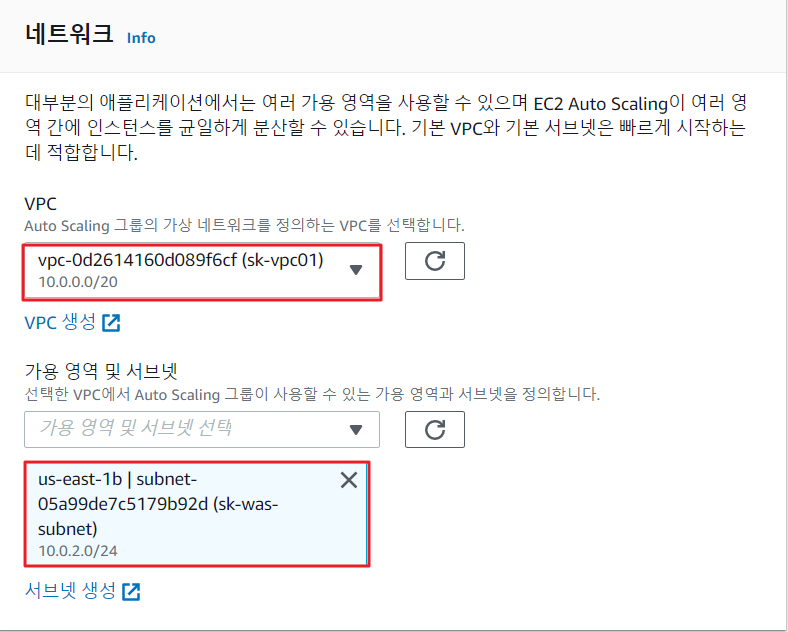 네트워크 Info
대부분의 애플리케이션에서는 여러 가용 영역을 사용할 수 있으며 EC2 Auto Scaling이 여러 영
역 간에 인스턴스를 균일하게 분산할 수 있습니다. 기본 VPC와 기본 서브넷은 빠르게 시작하는
데 적합합니다.
VPC
Auto Scaling 그룹의 가상 네트워크를 정의하는 VPC를 선택합니다.
vpc-0d2614160d089f6cf (sk-vpc01)
10.0.0.0/20
VPC 생성
가용 영역 및 서브넷
선택한 VPC에서 Auto Scaling 그룹이 사용할 수 있는 가용 영역과 서브넷을 정의합니다.
가용 영역 및 서브넷 선택
us-east-1b | subnet-
05a99de7c5179b92d (sk-was-
subnet)
10.0.2.0/24
서브넷 생성